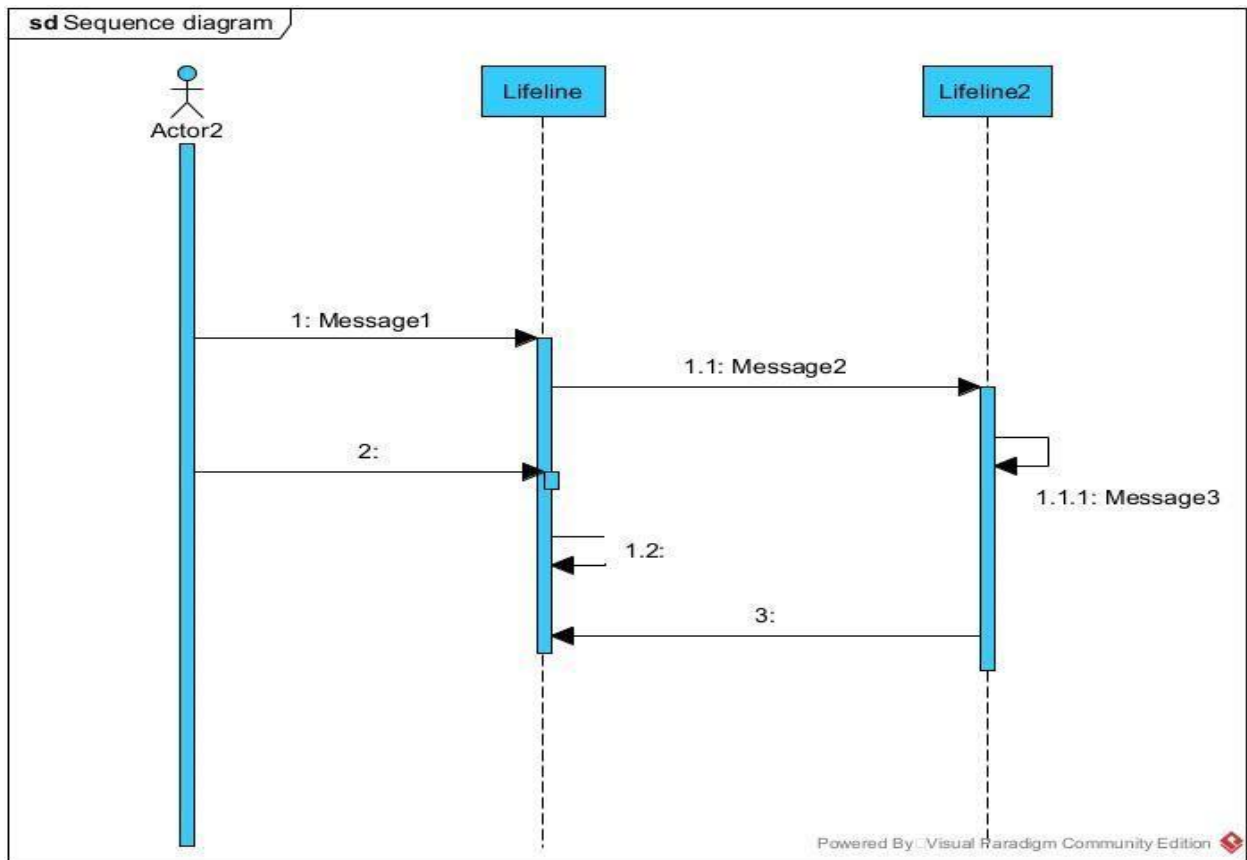 sd Sequence diagram
Actor2
Lifeline
Lifeline2
1: Message1
1.1: Message2
2:
1.1.1: Message3
1.2:
3:
Powered By Visual Paradigm Community Edition